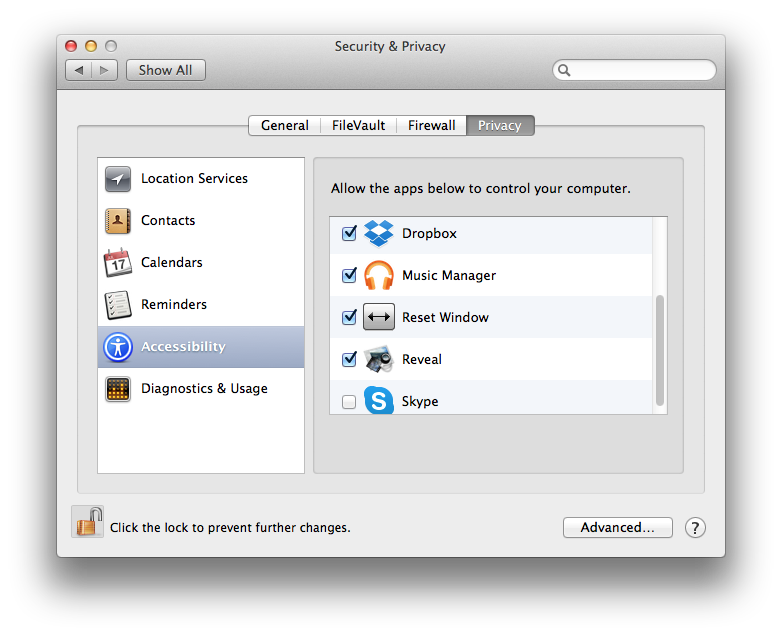 Security & Privacy
Show All
General
FileVault
Firewall
Privacy
Location Services
Contacts
17
Calendars
Reminders
Accessibility
Diagnostics & Usage
Allow the apps below to control your computer.
Dropbox
Music Manager
Reset Window
Reveal
S
Skype
Click the lock to prevent further changes.
Advanced...
?